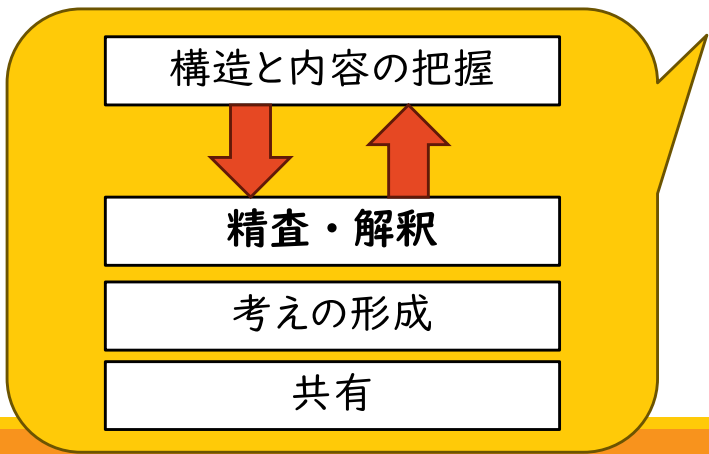 構造と内容の把握
精査・解釈
考えの形成
共有